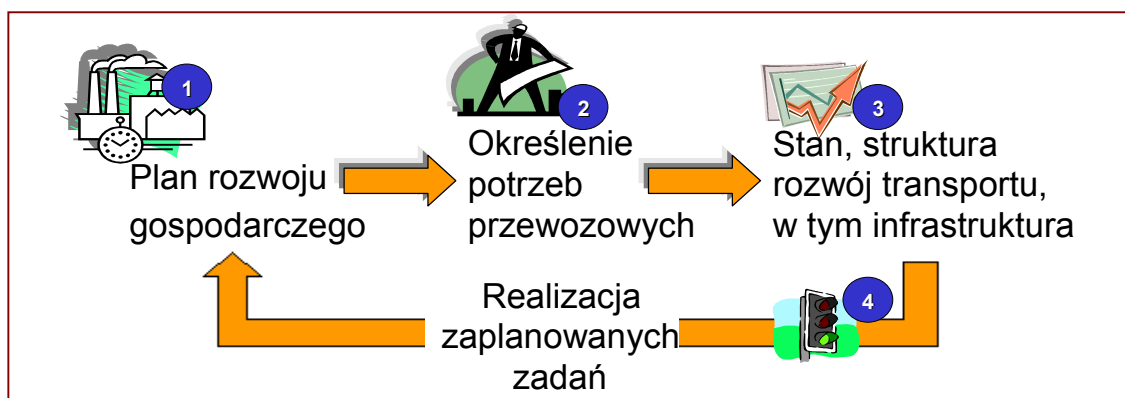 1
Plan rozwoju
gospodarczego
2
Określenie
potrzeb
przewozowych
3
Stan, struktura
rozwój transportu,
w tym infrastruktura
4
Realizacja
zaplanowanych
zadań